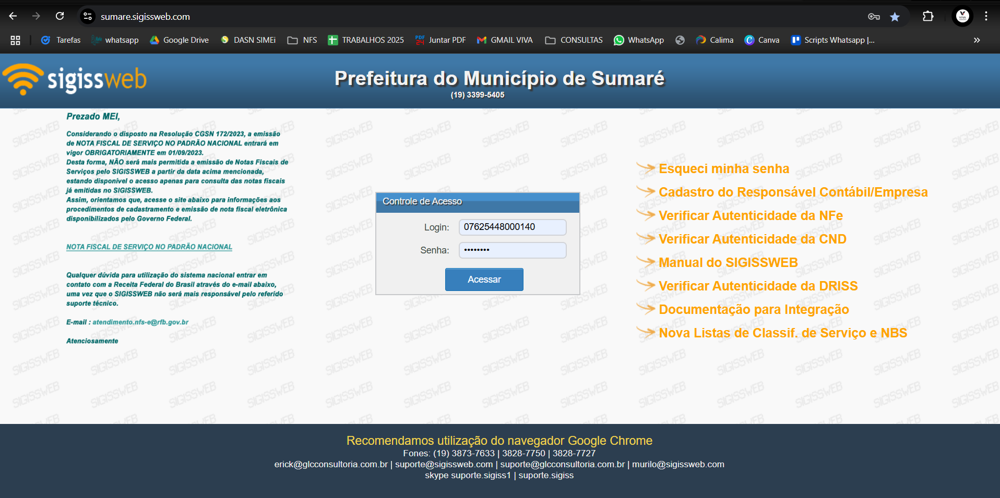 sumare.sigissweb.com
Tarefas
whatsapp
Google Drive
DASN SIMEi
NFS
TRABALHOS 2025
Juntar PDF
GMAIL VIVA
CONSULTAS
WhatsApp
Calima
Canva
Scripts Whatsapp |...
sigissweb
Prefeitura do Município de Sumaré
(19) 3399-5405
Prezado MEI,
Considerando o disposto na Resolução CGSN 172/2023, a emissão
de NOTA FISCAL DE SERVIÇO NO PADRÃO NACIONAL entrará em
vigor OBRIGATORIAMENTE em 01/09/2023.
Desta forma, NÃO será mais permitida a emissão de Notas Fiscais de
Serviços pelo SIGISSWEB a partir da data acima mencionada,
estando disponível o acesso apenas para consulta das notas fiscais
já emitidas no SIGISSWEB.
Assim, orientamos que, acesse o site abaixo para informações aos
procedimentos de cadastramento e emissão de nota fiscal eletrônica
disponibilizados pelo Governo Federal.
NOTA FISCAL DE SERVIÇO NO PADRÃO NACIONAL
Qualquer dúvida para utilização do sistema nacional entrar em
contato com a Receita Federal do Brasil através do e-mail abaixo,
uma vez que o SIGISSWEB não será mais responsável pelo referido
suporte técnico.
E-mail : atendimento.nfs-e@rfb.gov.br
Atenciosamente
Controle de Acesso
Login: 07625448000140
Senha: ••••••••
Acessar
Esqueci minha senha
Cadastro do Responsável Contábil/Empresa
Verificar Autenticidade da NFe
Verificar Autenticidade da CND
Manual do SIGISSWEB
Verificar Autenticidade da DRISS
Documentação para Integração
Nova Listas de Classif. de Serviço e NBS
Recomendamos utilização do navegador Google Chrome
Fones: (19) 3873-7633 | 3828-7750 | 3828-7727
erick@glcconsultoria.com.br | suporte@sigissweb.com | suporte@glcconsultoria.com.br | murilo@sigissweb.com
skype suporte.sigiss1 | suporte.sigiss